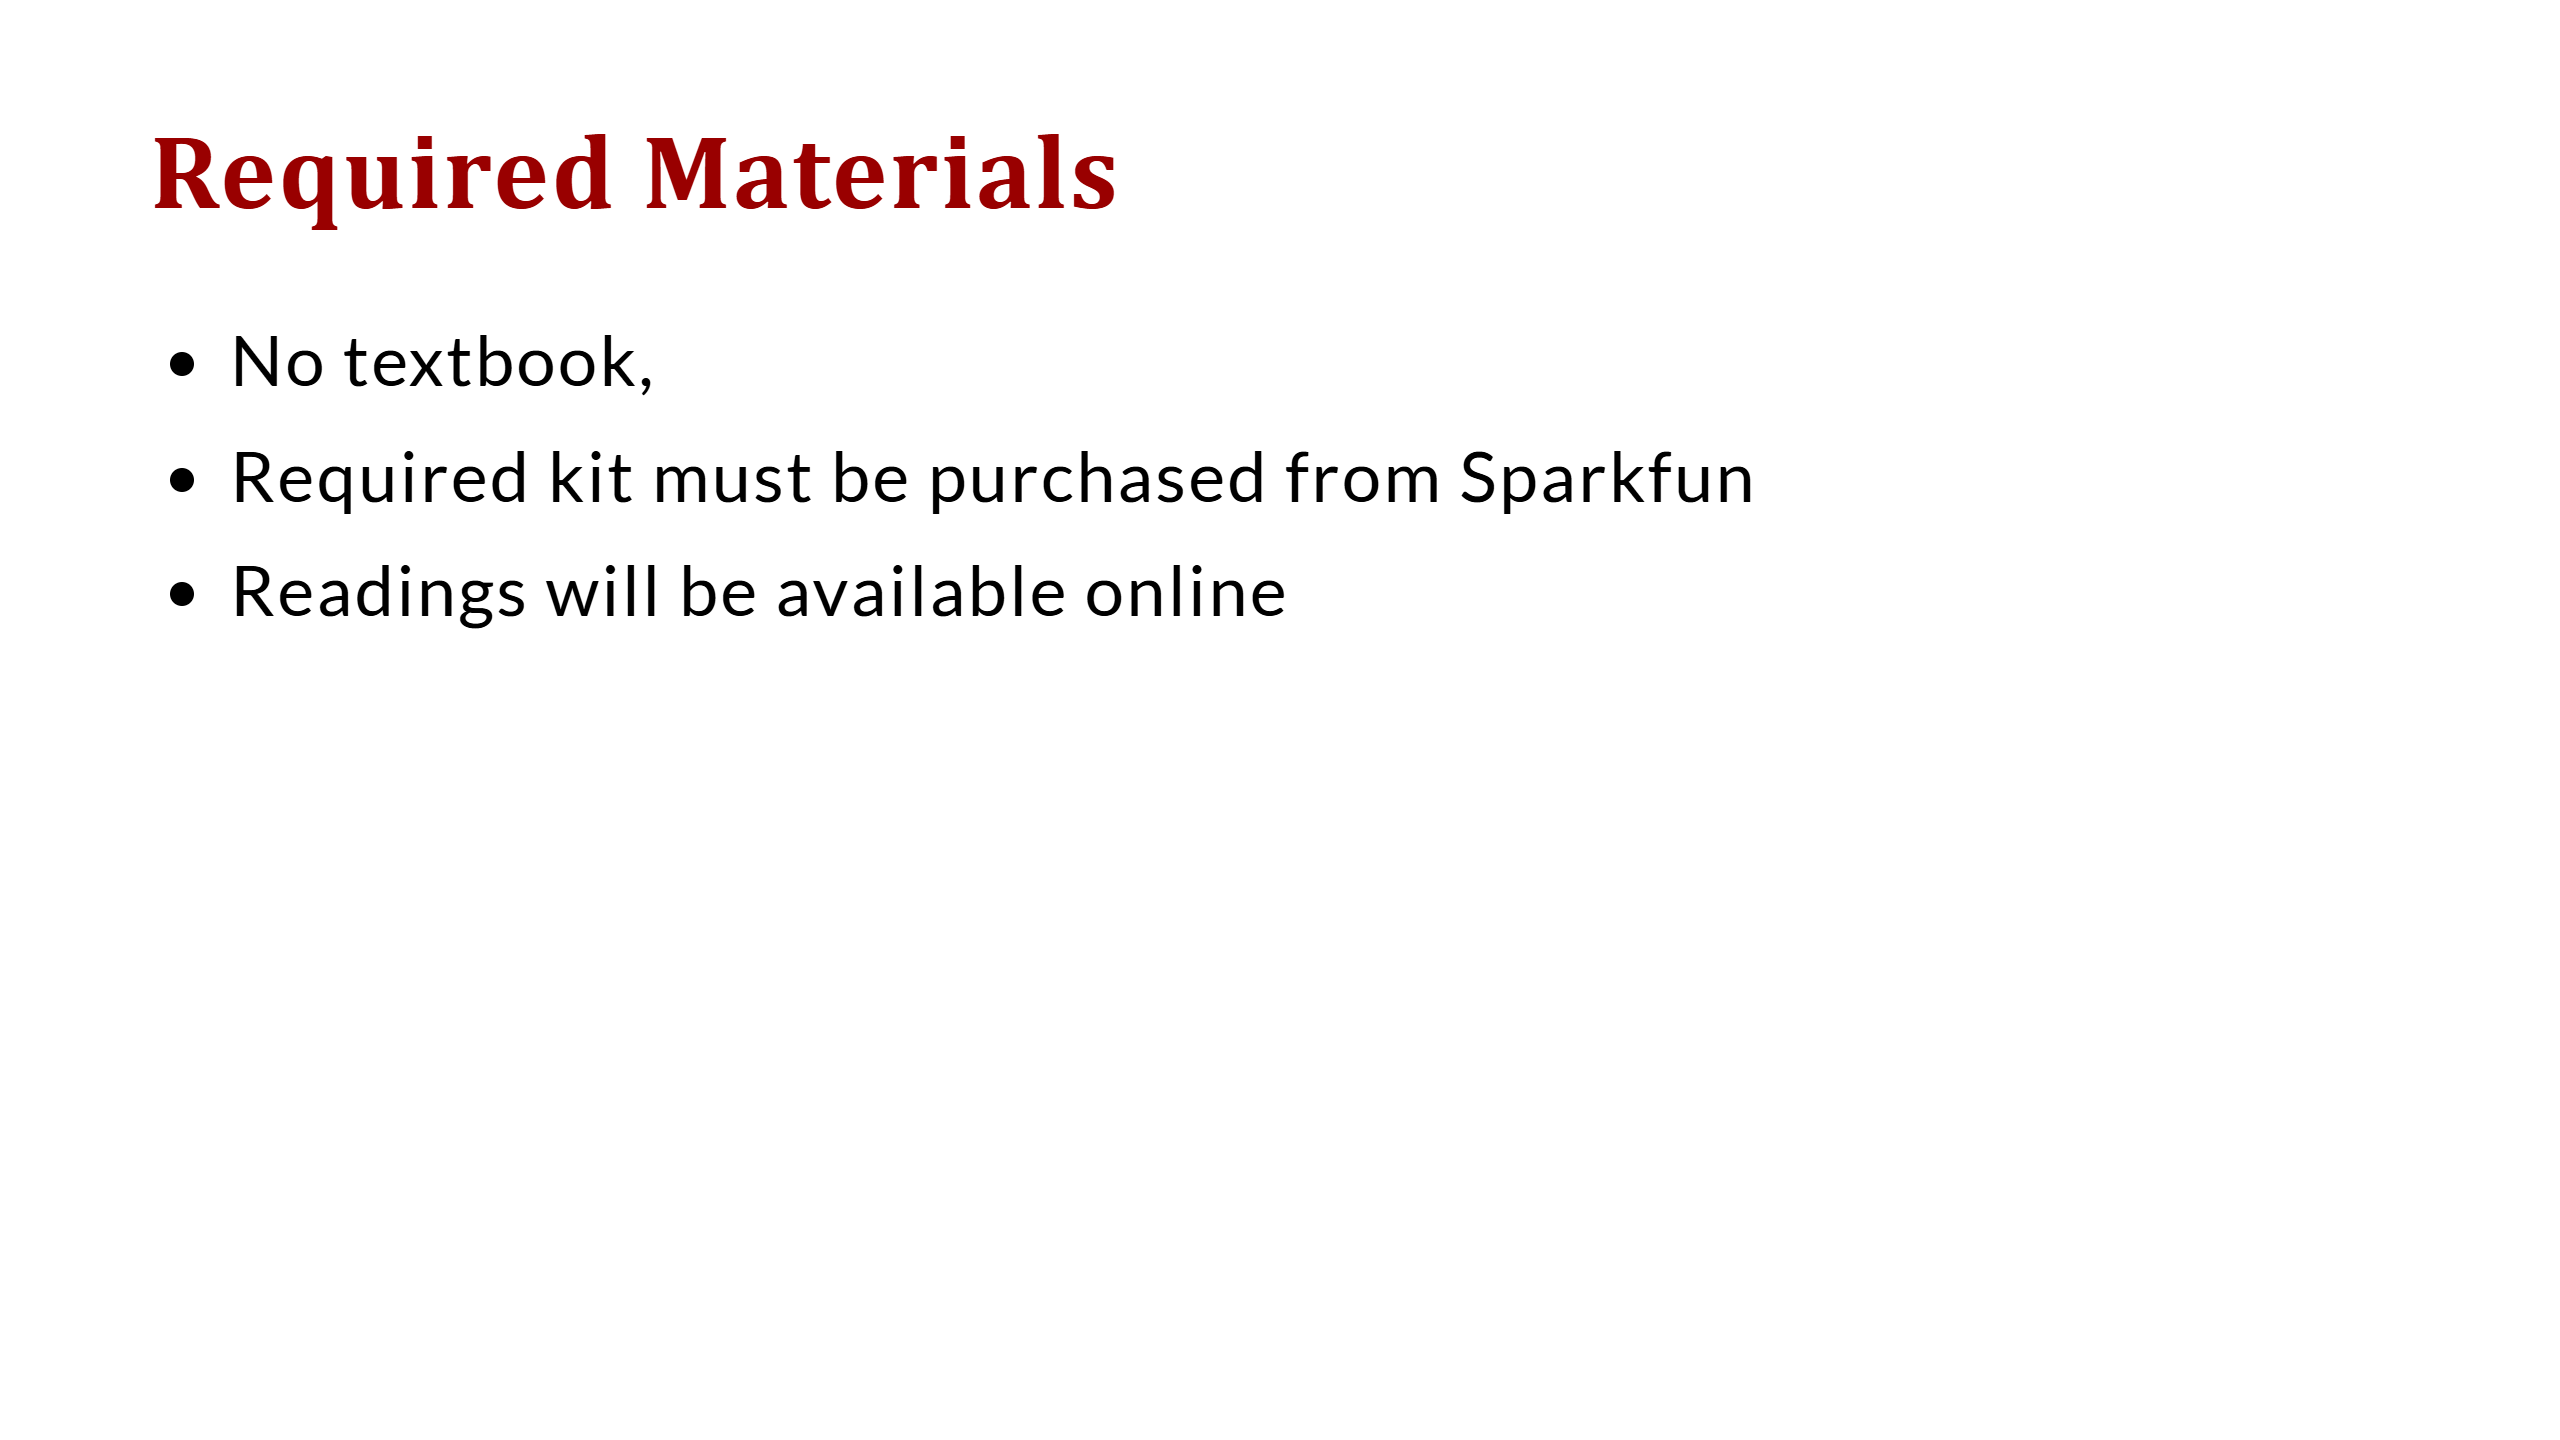 Required Materials
• No textbook,
• Required kit must be purchased from Sparkfun
• Readings will be available online